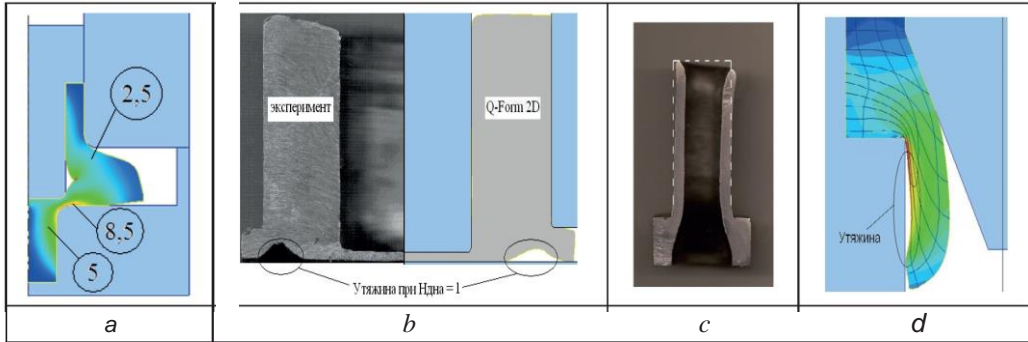 2,5
8,5
5
a
эксперимент
Q-Form 2D
Утяжина при Ндна = 1
b
c
Утяжина
d